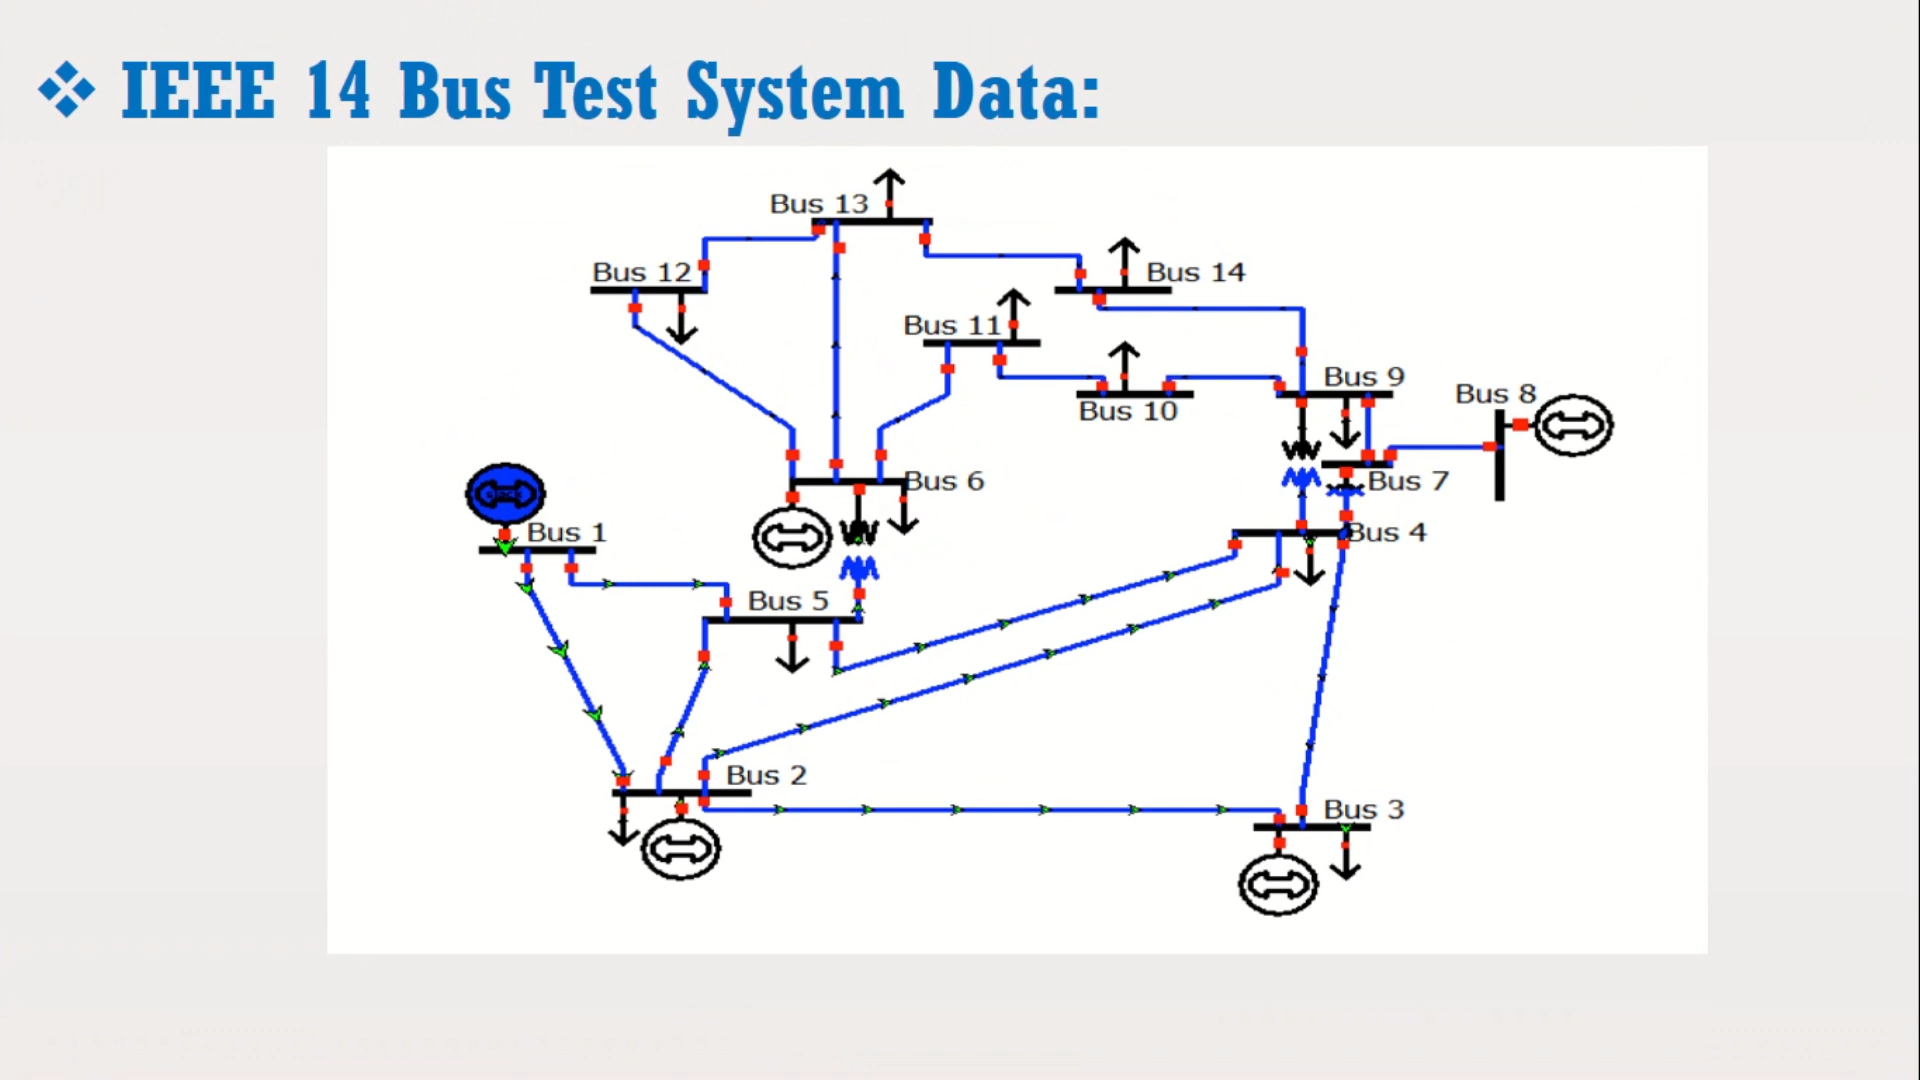 ❖ IEEE 14 Bus Test System Data:
Bus 13
Bus 12
Bus 14
Bus 11
Bus 9
Bus 8
Bus 10
Bus 6
Bus 7
Bus 1
Bus 4
Bus 5
Bus 2
Bus 3